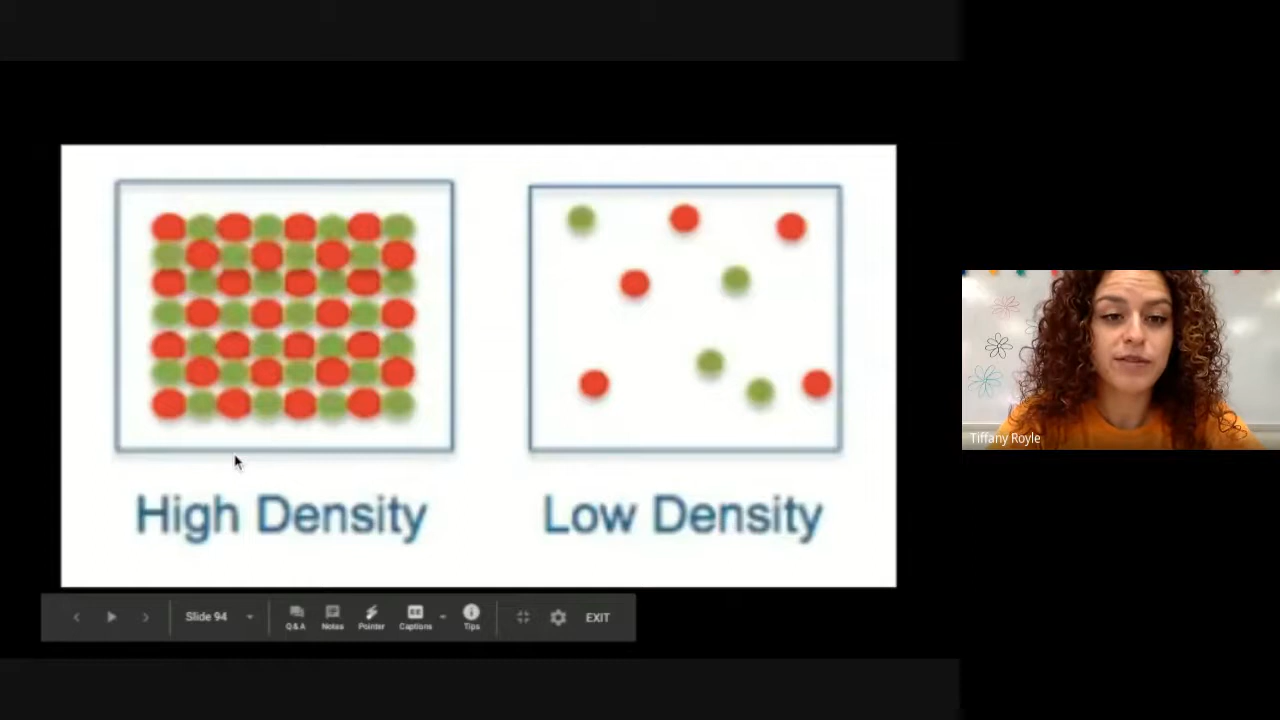 High Density Low Density
Tiffany Royle
Slide 94 Q&A Notes Pointer Captions Tips EXIT